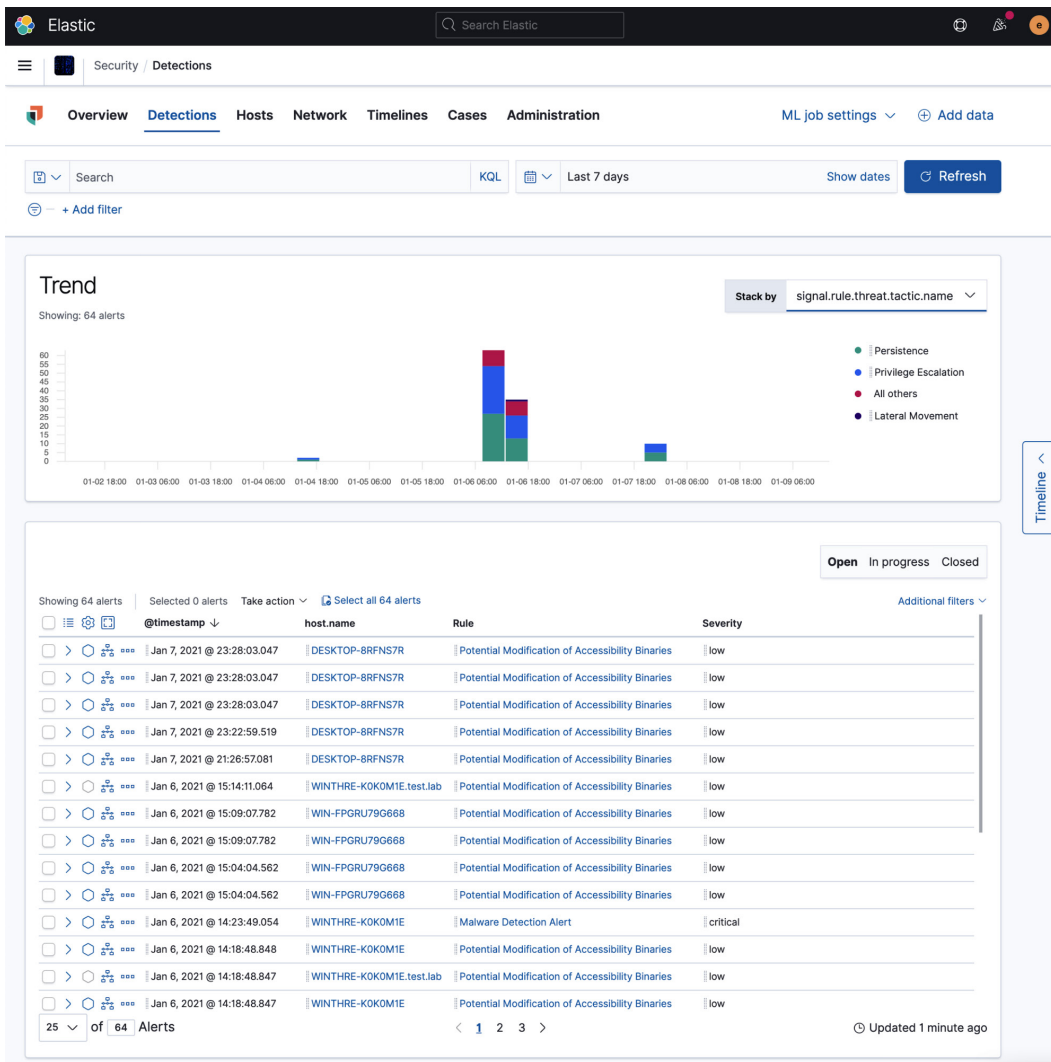 Elastic
Search Elastic
e
Security / Detections
Overview Detections Hosts Network Timelines Cases Administration ML job settings Add data
Search KQL Last 7 days Show dates Refresh
+ Add filter
Trend
Showing: 64 alerts
Stack by signal.rule.threat.tactic.name
60
55
50
45
40
35
30
25
20
15
10
5
0
01-02 18:00 01-03 06:00 01-03 18:00 01-04 06:00 01-04 18:00 01-05 06:00 01-05 18:00 01-06 06:00 01-06 18:00 01-07 06:00 01-07 18:00 01-08 06:00 01-08 18:00 01-09 06:00
Persistence
Privilege Escalation
All others
Lateral Movement
Timeline
Open In progress Closed
Showing 64 alerts Selected 0 alerts Take action Select all 64 alerts Additional filters
@timestamp host.name Rule Severity
Jan 7, 2021 @ 23:28:03.047 DESKTOP-8RFNS7R Potential Modification of Accessibility Binaries low
Jan 7, 2021 @ 23:28:03.047 DESKTOP-8RFNS7R Potential Modification of Accessibility Binaries low
Jan 7, 2021 @ 23:28:03.047 DESKTOP-8RFNS7R Potential Modification of Accessibility Binaries low
Jan 7, 2021 @ 23:22:59.519 DESKTOP-8RFNS7R Potential Modification of Accessibility Binaries low
Jan 7, 2021 @ 21:26:57.081 DESKTOP-8RFNS7R Potential Modification of Accessibility Binaries low
Jan 6, 2021 @ 15:14:11.064 WINTHRE-K0K0M1E.test.lab Potential Modification of Accessibility Binaries low
Jan 6, 2021 @ 15:09:07.782 WIN-FPGRU79G668 Potential Modification of Accessibility Binaries low
Jan 6, 2021 @ 15:09:07.782 WIN-FPGRU79G668 Potential Modification of Accessibility Binaries low
Jan 6, 2021 @ 15:04:04.562 WIN-FPGRU79G668 Potential Modification of Accessibility Binaries low
Jan 6, 2021 @ 15:04:04.562 WIN-FPGRU79G668 Potential Modification of Accessibility Binaries low
Jan 6, 2021 @ 14:23:49.054 WINTHRE-K0K0M1E Malware Detection Alert critical
Jan 6, 2021 @ 14:18:48.848 WINTHRE-K0K0M1E Potential Modification of Accessibility Binaries low
Jan 6, 2021 @ 14:18:48.847 WINTHRE-K0K0M1E.test.lab Potential Modification of Accessibility Binaries low
Jan 6, 2021 @ 14:18:48.847 WINTHRE-K0K0M1E Potential Modification of Accessibility Binaries low
25 of 64 Alerts < 1 2 3 > Updated 1 minute ago